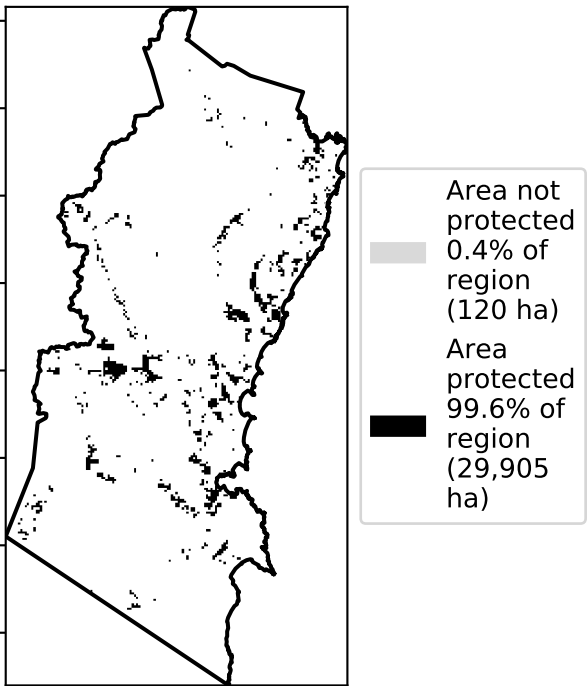 Area not
protected
0.4% of
region
(120 ha)
Area
protected
99.6% of
region
(29,905
ha)